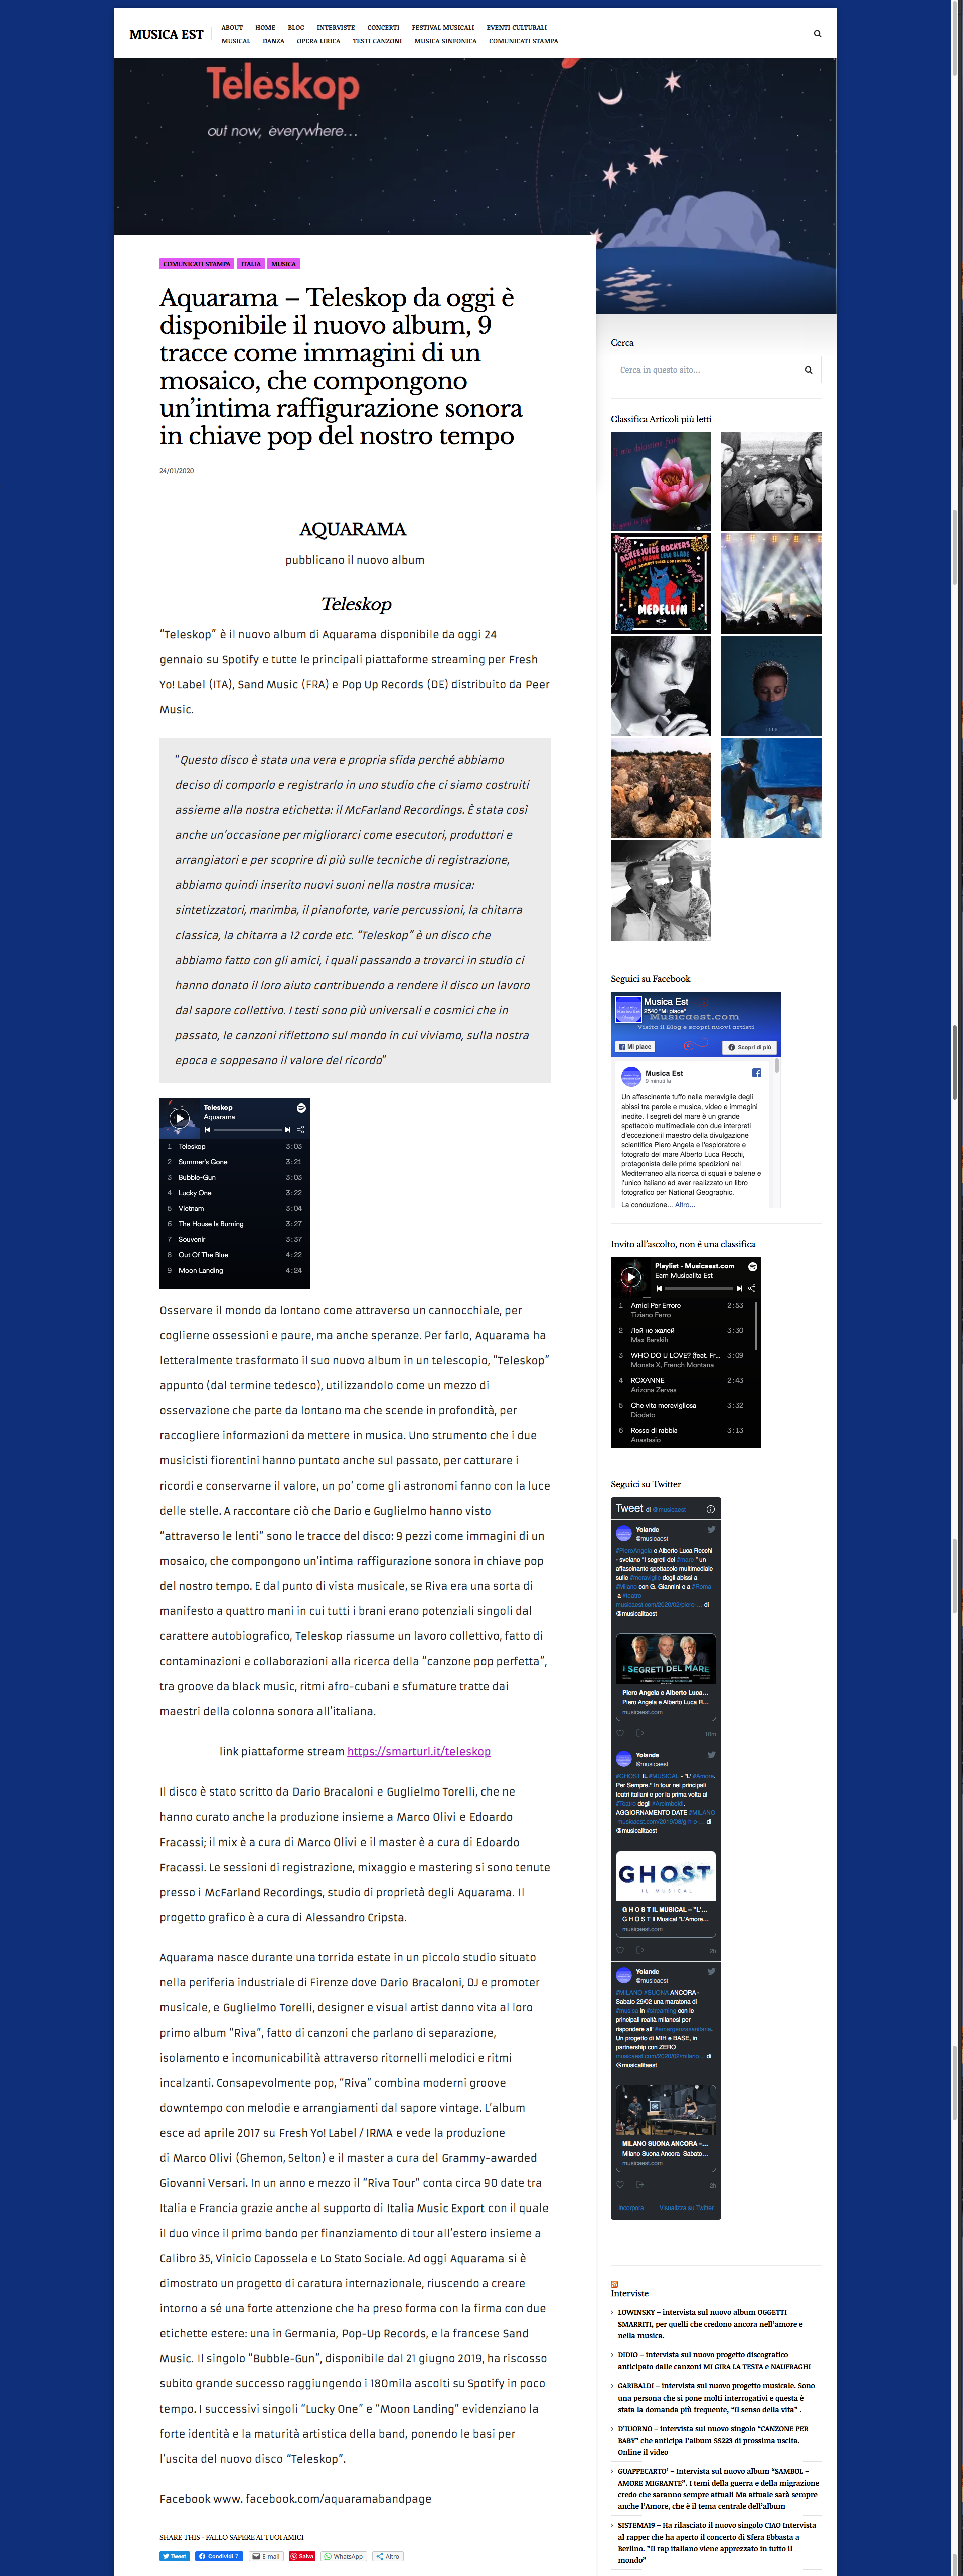 MUSICA EST
ABOUT HOME BLOG INTERVISTE CONCERTI FESTIVAL MUSICALI EVENTI CULTURALI
MUSICAL DANZA OPERA LIRICA TESTI CANZONI MUSICA SINFONICA COMUNICATI STAMPA
Teleskop
out now, everywhere...
COMUNICATI STAMPA ITALIA MUSICA
Aquarama – Teleskop da oggi è
disponibile il nuovo album, 9
tracce come immagini di un
mosaico, che compongono
un’intima raffigurazione sonora
in chiave pop del nostro tempo
24/01/2020
AQUARAMA
pubblicano il nuovo album
Teleskop
“Teleskop” è il nuovo album di Aquarama disponibile da oggi 24
gennaio su Spotify e tutte le principali piattaforme streaming per Fresh
Yo! Label (ITA), Sand Music (FRA) e Pop Up Records (DE) distribuito da Peer
Music.
“Questo disco è stata una vera e propria sfida perché abbiamo
deciso di comporlo e registrarlo in uno studio che ci siamo costruiti
assieme alla nostra etichetta: il McFarland Recordings. È stata così
anche un’occasione per migliorarci come esecutori, produttori e
arrangiatori e per scoprire di più sulle tecniche di registrazione,
abbiamo quindi inserito nuovi suoni nella nostra musica:
sintetizzatori, marimba, il pianoforte, varie percussioni, la chitarra
classica, la chitarra a 12 corde etc. “Teleskop” è un disco che
abbiamo fatto con gli amici, i quali passando a trovarci in studio ci
hanno donato il loro aiuto contribuendo a rendere il disco un lavoro
dal sapore collettivo. I testi sono più universali e cosmici che in
passato, le canzoni riflettono sul mondo in cui viviamo, sulla nostra
epoca e soppesano il valore del ricordo“
Teleskop
Aquarama
1 Teleskop 3:03
2 Summer's Gone 3:21
3 Bubble-Gun 3:03
4 Lucky One 3:22
5 Vietnam 3:04
6 The House Is Burning 3:27
7 Souvenir 3:37
8 Out Of The Blue 4:22
9 Moon Landing 4:24
Osservare il mondo da lontano come attraverso un cannocchiale, per
coglierne ossessioni e paure, ma anche speranze. Per farlo, Aquarama ha
letteralmente trasformato il suo nuovo album in un telescopio, “Teleskop”
appunto (dal termine tedesco), utilizzandolo come un mezzo di
osservazione che parte da lontano ma che scende in profondità, per
raccogliere informazioni da mettere in musica. Uno strumento che i due
musicisti fiorentini hanno puntato anche sul passato, per catturare i
ricordi e conservarne il valore, un po’ come gli astronomi fanno con la luce
delle stelle. A raccontare ciò che Dario e Guglielmo hanno visto
“attraverso le lenti” sono le tracce del disco: 9 pezzi come immagini di un
mosaico, che compongono un’intima raffigurazione sonora in chiave pop
del nostro tempo. E dal punto di vista musicale, se Riva era una sorta di
manifesto a quattro mani in cui tutti i brani erano potenziali singoli dal
carattere autobiografico, Teleskop riassume un lavoro collettivo, fatto di
contaminazioni e collaborazioni alla ricerca della “canzone pop perfetta”,
tra groove da black music, ritmi afro-cubani e sfumature tratte dai
maestri della colonna sonora all’italiana.
link piattaforme stream https://smarturl.it/teleskop
Il disco è stato scritto da Dario Bracaloni e Guglielmo Torelli, che ne
hanno curato anche la produzione insieme a Marco Olivi e Edoardo
Fracassi; il mix è a cura di Marco Olivi e il master è a cura di Edoardo
Fracassi. Le sessioni di registrazione, mixaggio e mastering si sono tenute
presso i McFarland Recordings, studio di proprietà degli Aquarama. Il
progetto grafico è a cura di Alessandro Cripsta.
Aquarama nasce durante una torrida estate in un piccolo studio situato
nella periferia industriale di Firenze dove Dario Bracaloni, DJ e promoter
musicale, e Guglielmo Torelli, designer e visual artist danno vita al loro
primo album “Riva”, fatto di canzoni che parlano di separazione,
isolamento e incomunicabilità attraverso ritornelli melodici e ritmi
incalzanti. Consapevolmente pop, “Riva” combina moderni groove
downtempo con melodie e arrangiamenti dal sapore vintage. L’album
esce ad aprile 2017 su Fresh Yo! Label / IRMA e vede la produzione
di Marco Olivi (Ghemon, Selton) e il master a cura del Grammy-awarded
Giovanni Versari. In un anno e mezzo il “Riva Tour” conta circa 90 date tra
Italia e Francia grazie anche al supporto di Italia Music Export con il quale
il duo vince il primo bando per finanziamento di tour all’estero insieme a
Calibro 35, Vinicio Capossela e Lo Stato Sociale. Ad oggi Aquarama si è
dimostrato un progetto di caratura internazionale, riuscendo a creare
intorno a sé una forte attenzione che ha preso forma con la firma con due
etichette estere: una in Germania, Pop-Up Records, e la francese Sand
Music. Il singolo “Bubble-Gun”, disponibile dal 21 giugno 2019, ha riscosso
subito grande successo raggiungendo i 180mila ascolti su Spotify in poco
tempo. I successivi singoli “Lucky One” e “Moon Landing” evidenziano la
forte identità e la maturità artistica della band, ponendo le basi per
l’uscita del nuovo disco “Teleskop”.
Facebook www. facebook.com/aquaramabandpage
SHARE THIS - FALLO SAPERE AI TUOI AMICI
Tweet Condividi 7 E-mail Salva WhatsApp Altro
Cerca
Cerca in questo sito...
Classifica Articoli più letti
ACKEEJUICE ROCKERS
MEDELLIN
Seguici su Facebook
Musica Est
2540 "Mi piace"
Musicaest.com
Visita il Blog e scopri nuovi artisti
Mi piace Scopri di più
Musica Est
9 minuti fa
Un affascinante tuffo nelle meraviglie degli
abissi tra parole e musica, video e immagini
inedite. I segreti del mare è un grande
spettacolo multimediale con due interpreti
d'eccezione:il maestro della divulgazione
scientifica Piero Angela e l'esploratore e
fotografo del mare Alberto Luca Recchi,
protagonista delle prime spedizioni nel
Mediterraneo alla ricerca di squali e balene e
l'unico italiano ad aver realizzato un libro
fotografico per National Geographic.
La conduzione... Altro...
Invito all’ascolto, non è una classifica
Playlist - Musicaest.com
Eam Musicalita Est
1 Amici Per Errore 2:53
Tiziano Ferro
2 Лей не жалей 3:30
Max Barskih
3 WHO DO U LOVE? (feat. Fr... 3:09
Monsta X, French Montana
4 ROXANNE 2:43
Arizona Zervas
5 Che vita meravigliosa 3:32
Diodato
6 Rosso di rabbia 3:13
Anastasio
Seguici su Twitter
Tweet di @musicaest
Yolande
@musicaest
#PieroAngela e Alberto Luca Recchi
- svelano "I segreti del #mare " un
affascinante spettacolo multimediale
sulle #meraviglie degli abissi a
#Milano con G. Giannini e a #Roma
a #teatro
musicaest.com/2020/02/piero-… di
@musicalitaest
I SEGRETI DEL MARE
Piero Angela e Alberto Luca...
Piero Angela e Alberto Luca R...
musicaest.com
10m
Yolande
@musicaest
#GHOST IL #MUSICAL - "L' #Amore.
Per Sempre." In tour nei principali
teatri italiani e per la prima volta al
#Teatro degli #Arcimboldi.
AGGIORNAMENTO DATE #MILANO
musicaest.com/2019/08/g-h-o-… di
@musicalitaest
GHOST
IL MUSICAL
G H O S T IL MUSICAL – "L'...
G H O S T Il Musical "L'Amore...
musicaest.com
2h
Yolande
@musicaest
#MILANO #SUONA ANCORA -
Sabato 29/02 una maratona di
#musica in #streaming con le
principali realtà milanesi per
rispondere all' #emergenzasanitaria.
Un progetto di MIH e BASE, in
partnership con ZERO
musicaest.com/2020/02/milano… di
@musicalitaest
MILANO SUONA ANCORA –...
Milano Suona Ancora Sabato...
musicaest.com
2h
Incorpora Visualizza su Twitter
Interviste
LOWINSKY – intervista sul nuovo album OGGETTI
SMARRITI, per quelli che credono ancora nell’amore e
nella musica.
DIDIO – intervista sul nuovo progetto discografico
anticipato dalle canzoni MI GIRA LA TESTA e NAUFRAGHI
GARIBALDI – intervista sul nuovo progetto musicale. Sono
una persona che si pone molti interrogativi e questa è
stata la domanda più frequente, “Il senso della vita” .
D’IUORNO – intervista sul nuovo singolo “CANZONE PER
BABY” che anticipa l’album SS223 di prossima uscita.
Online il video
GUAPPECARTO’ – Intervista sul nuovo album “SAMBOL –
AMORE MIGRANTE”. I temi della guerra e della migrazione
credo che saranno sempre attuali Ma attuale sarà sempre
anche l’Amore, che è il tema centrale dell’album
SISTEMA19 – Ha rilasciato il nuovo singolo CIAO Intervista
al rapper che ha aperto il concerto di Sfera Ebbasta a
Berlino. ”Il rap italiano viene apprezzato in tutto il
mondo”